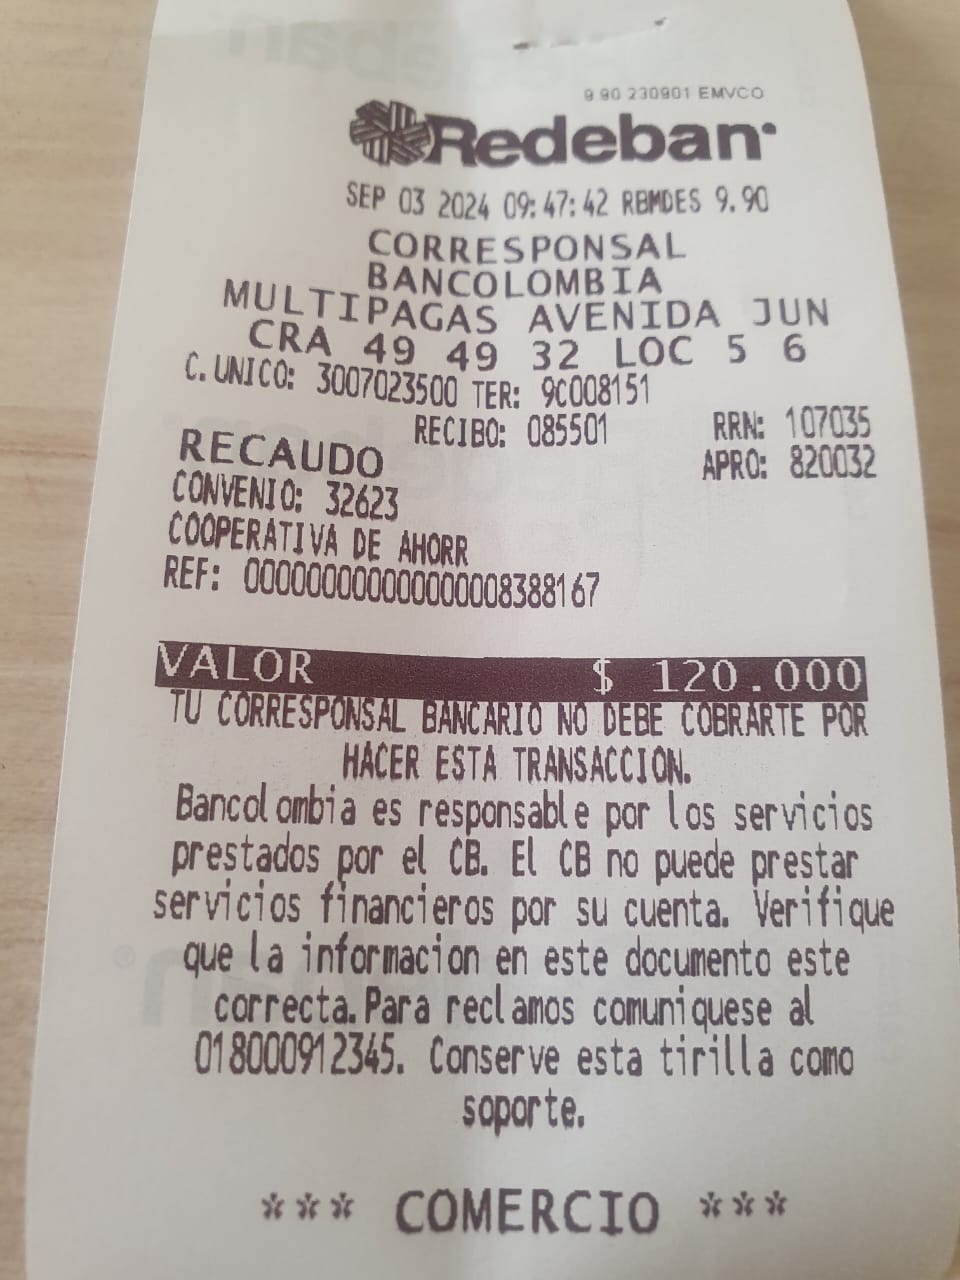 9 90 230901 EMVCO
Redeban
SEP 03 2024 09:47:42 RBMDES 9.90
CORRESPONSAL
BANCOLOMBIA
MULTIPAGAS AVENIDA JUN
CRA 49 49 32 LOC 5 6
C.UNICO: 3007023500 TER: 9C008151
RECIBO: 085501 RRN: 107035
RECAUDO APRO: 820032
CONVENIO: 32623
COOPERATIVA DE AHORR
REF: 00000000000000008388167
VALOR $ 120.000
TU CORRESPONSAL BANCARIO NO DEBE COBRARTE POR
HACER ESTA TRANSACCION.
Bancolombia es responsable por los servicios
prestados por el CB. El CB no puede prestar
servicios financieros por su cuenta. Verifique
que la informacion en este documento este
correcta.Para reclamos comuniquese al
018000912345. Conserve esta tirilla como
soporte.
*** COMERCIO ***